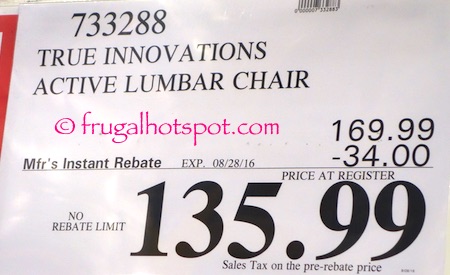 0000007332883
733288
TRUE INNOVATIONS
ACTIVE LUMBAR CHAIR
© frugalhotspot.com
169.99
Mfr's Instant Rebate EXP. 08/28/16 -34.00
PRICE AT REGISTER
NO
REBATE LIMIT
135.99
Sales Tax on the pre-rebate price